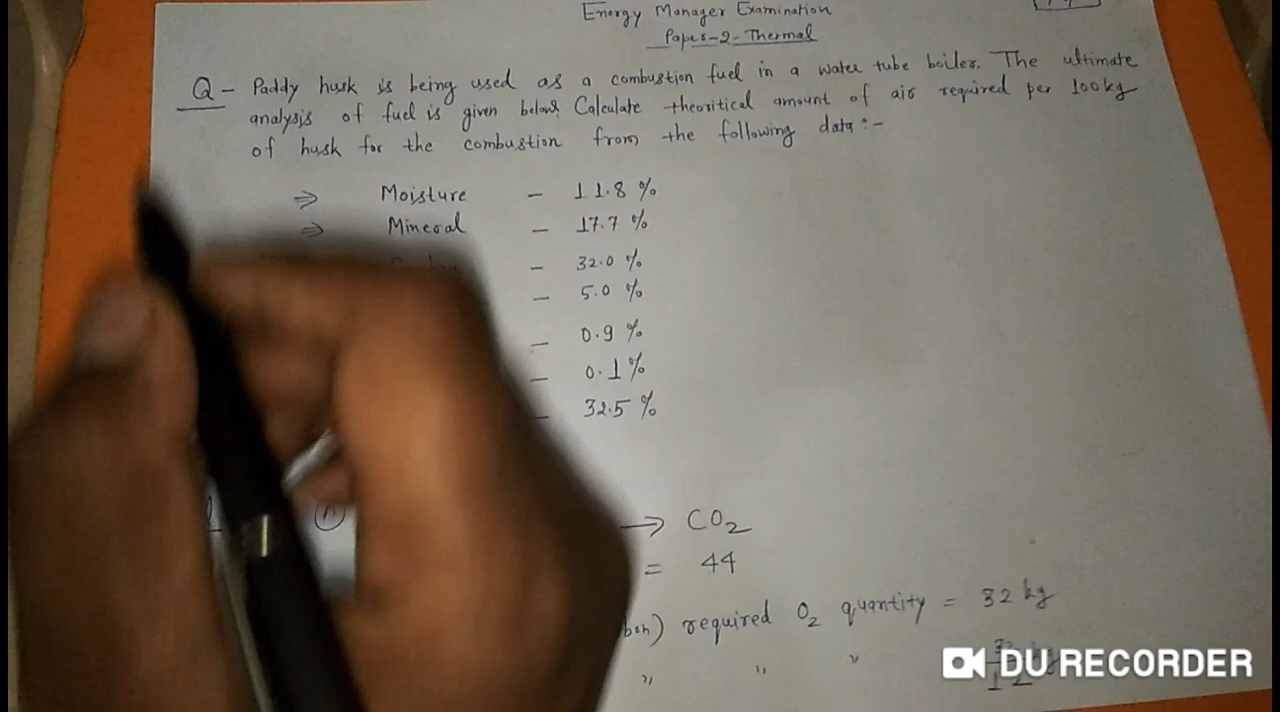 Energy Manager Examination
Paper-2-Thermal
Q - Paddy husk is being used as a combustion fuel in a water tube boiler. The ultimate
analysis of fuel is given below. Calculate theoritical amount of air required per 100kg
of husk for the combustion from the following data:-
⇒ Moisture - 11.8 %
⇒ Mineral - 17.7 %
- 32.0 %
- 5.0 %
- 0.9 %
- 0.1 %
- 32.5 %
→ CO2
= 44
bon) required O2 quantity = 32 kg
" " "
DU RECORDER